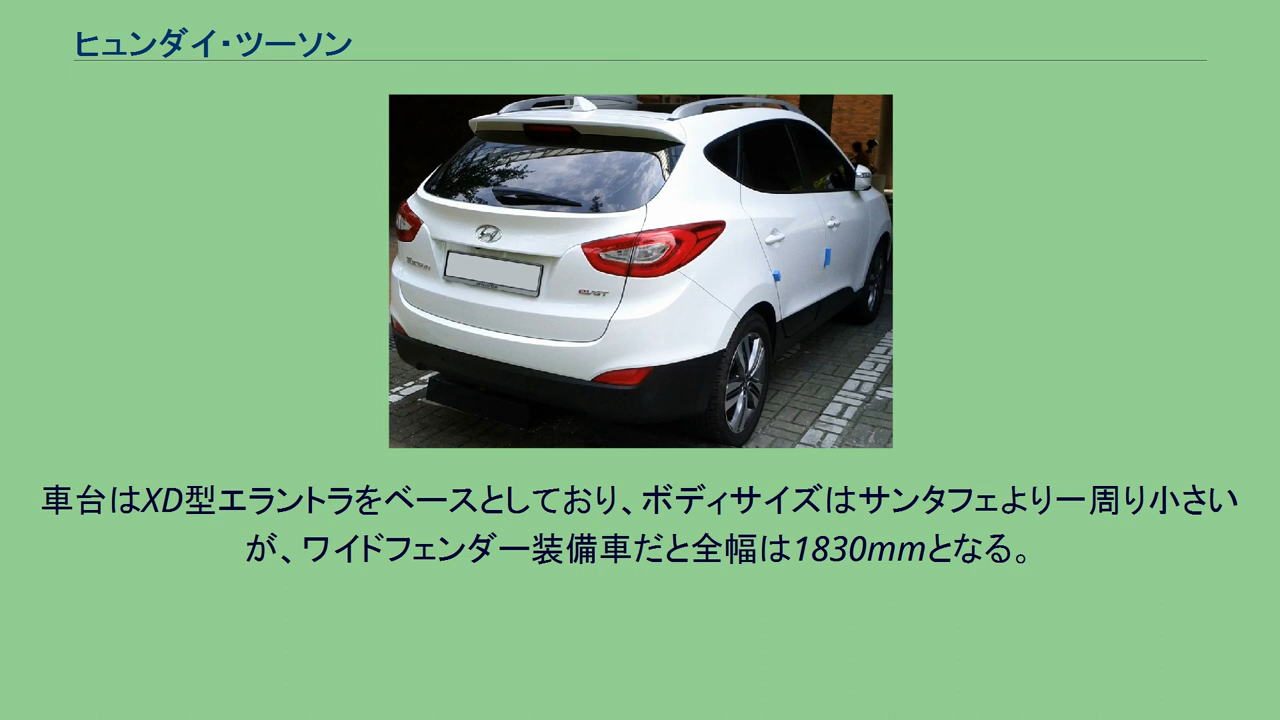 ヒュンダイ・ツーソン
車台はXD型エラントラをベースとしており、ボディサイズはサンタフェより一周り小さい
が、ワイドフェンダー装備車だと全幅は1830mmとなる。